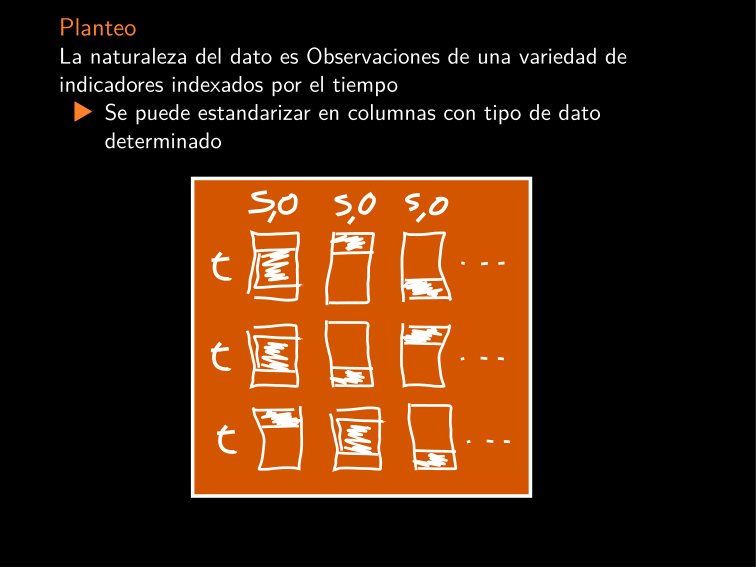 Planteo
La naturaleza del dato es Observaciones de una variedad de
indicadores indexados por el tiempo
Se puede estandarizar en columnas con tipo de dato
determinado
S,O s,O s,O
t ...
t ...
t ...